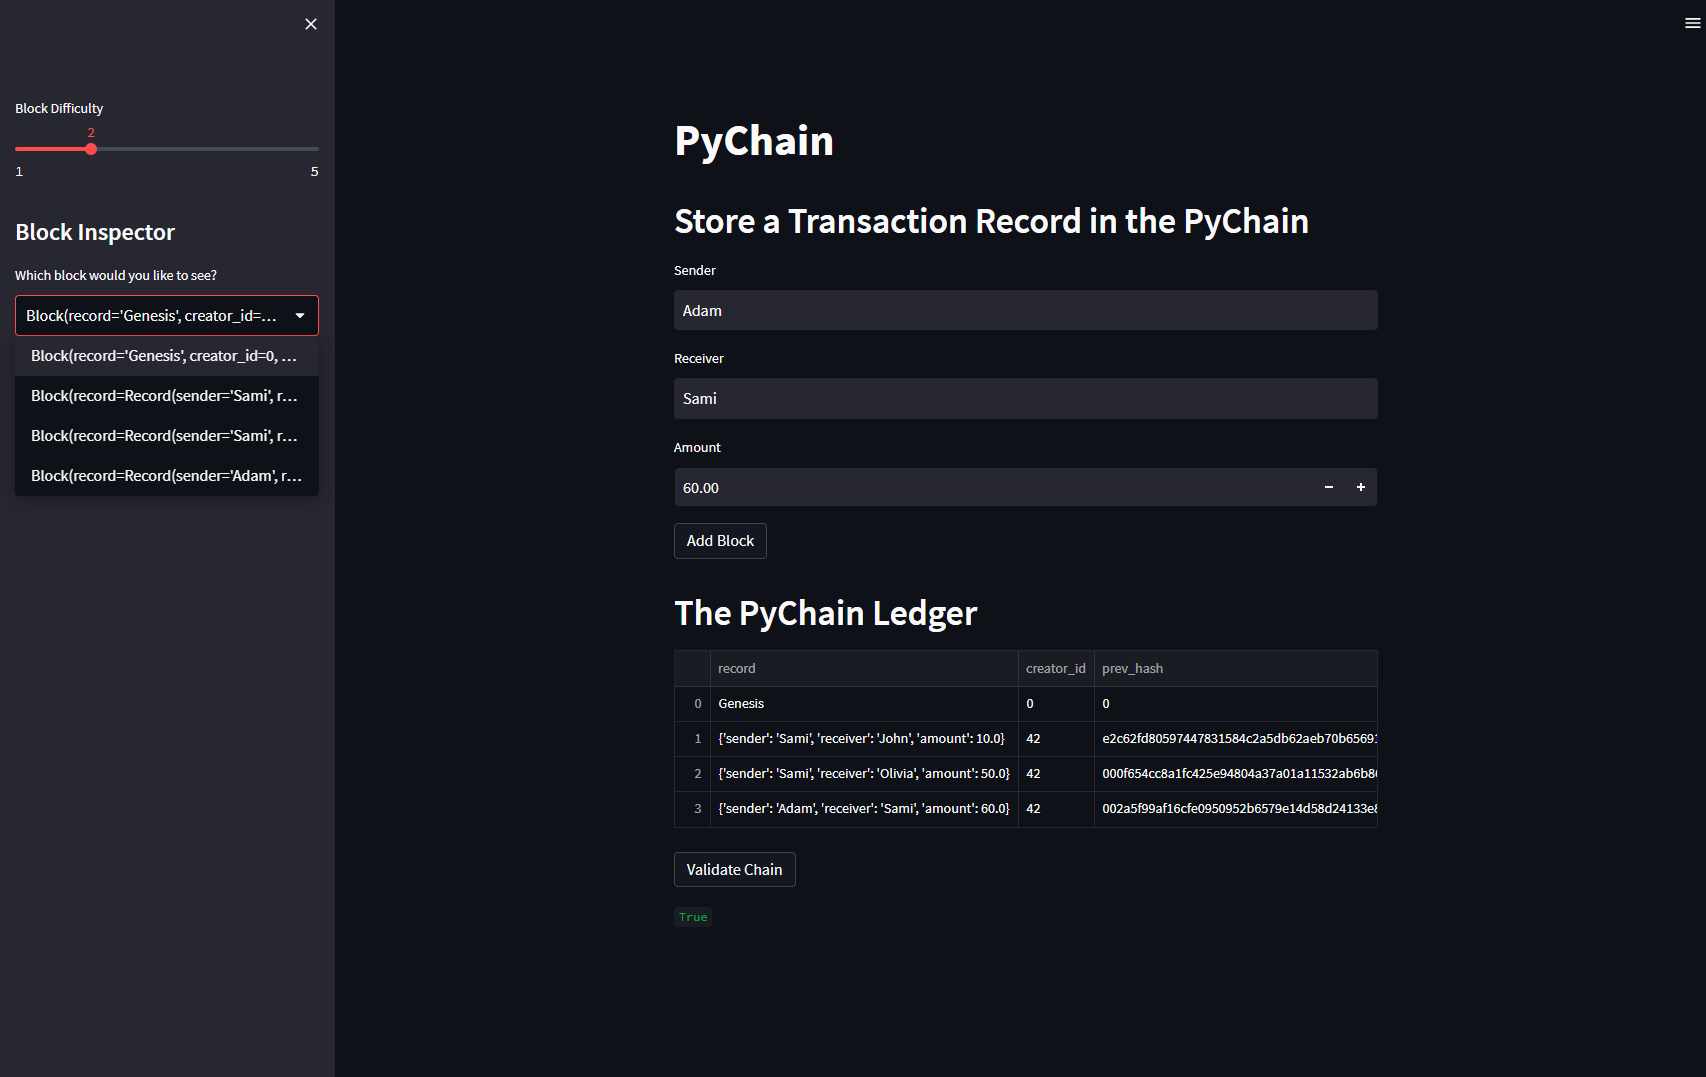 Block Difficulty
2
1 5
Block Inspector
Which block would you like to see?
Block(record='Genesis', creator_id=...
Block(record='Genesis', creator_id=0, ...
Block(record=Record(sender='Sami', r...
Block(record=Record(sender='Sami', r...
Block(record=Record(sender='Adam', r...
PyChain
Store a Transaction Record in the PyChain
Sender
Adam
Receiver
Sami
Amount
60.00
Add Block
The PyChain Ledger
record creator_id prev_hash
0 Genesis 0 0
1 {'sender': 'Sami', 'receiver': 'John', 'amount': 10.0} 42 e2c62fd80597447831584c2a5db62aeb70b65691
2 {'sender': 'Sami', 'receiver': 'Olivia', 'amount': 50.0} 42 000f654cc8a1fc425e94804a37a01a11532ab6b8
3 {'sender': 'Adam', 'receiver': 'Sami', 'amount': 60.0} 42 002a5f99af16cfe0950952b6579e14d58d24133e
Validate Chain
True